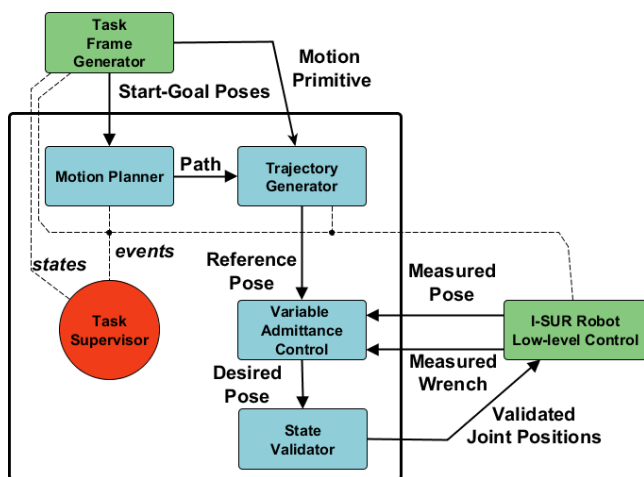 Task
Frame
Generator
Motion
Primitive
Start-Goal Poses
Motion Planner
Path
Trajectory
Generator
states
events
Reference
Pose
Measured
Pose
Task
Supervisor
Variable
Admittance
Control
I-SUR Robot
Low-level Control
Measured
Wrench
Desired
Pose
State
Validator
Validated
Joint Positions